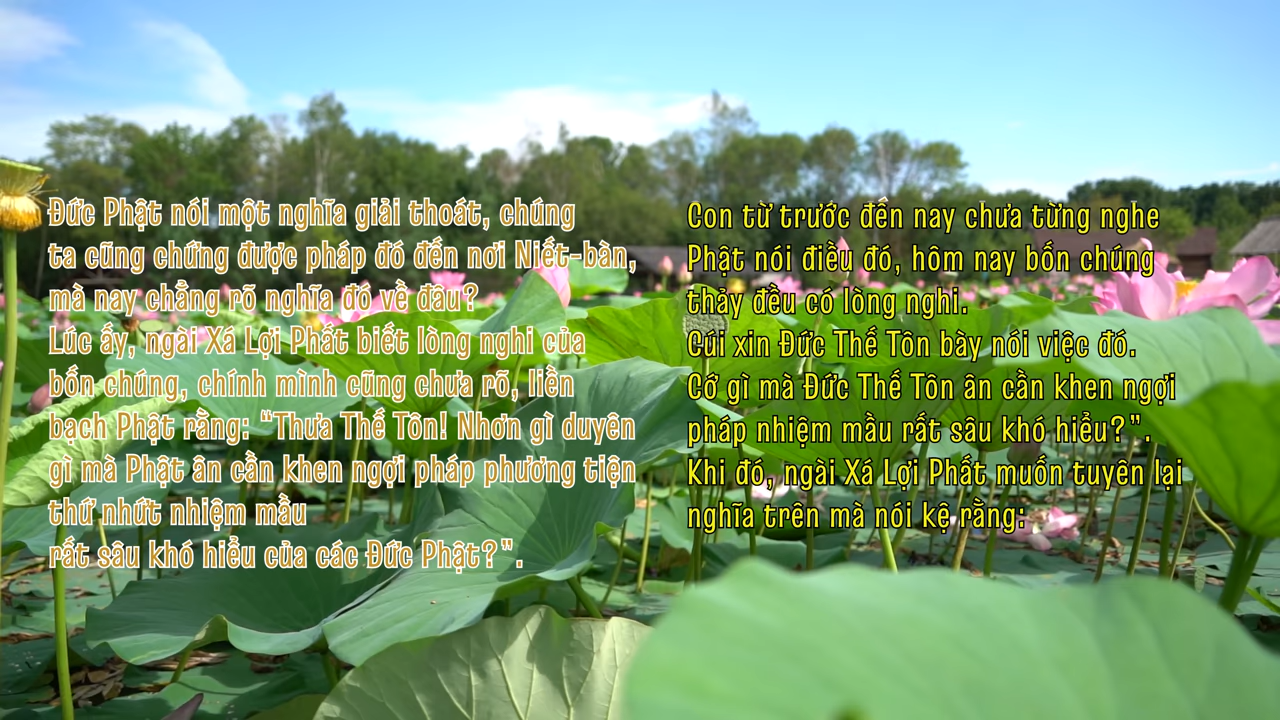 Đức Phật nói một nghĩa giải thoát, chúng
ta cũng chứng được pháp đó đến nơi Niết-bàn,
mà nay chẳng rõ nghĩa đó về đâu?
Lúc ấy, ngài Xá Lợi Phất biết lòng nghi của
bốn chúng, chính mình cũng chưa rõ, liền
bạch Phật rằng: “Thưa Thế Tôn! Nhơn gì duyên
gì mà Phật ân cần khen ngợi pháp phương tiện
thứ nhứt nhiệm mầu
rất sâu khó hiểu của các Đức Phật?”.
Con từ trước đến nay chưa từng nghe
Phật nói điều đó, hôm nay bốn chúng
thảy đều có lòng nghi.
Cúi xin Đức Thế Tôn bày nói việc đó.
Cớ gì mà Đức Thế Tôn ân cần khen ngợi
pháp nhiệm mầu rất sâu khó hiểu?”.
Khi đó, ngài Xá Lợi Phất muốn tuyên lại
nghĩa trên mà nói kệ rằng: